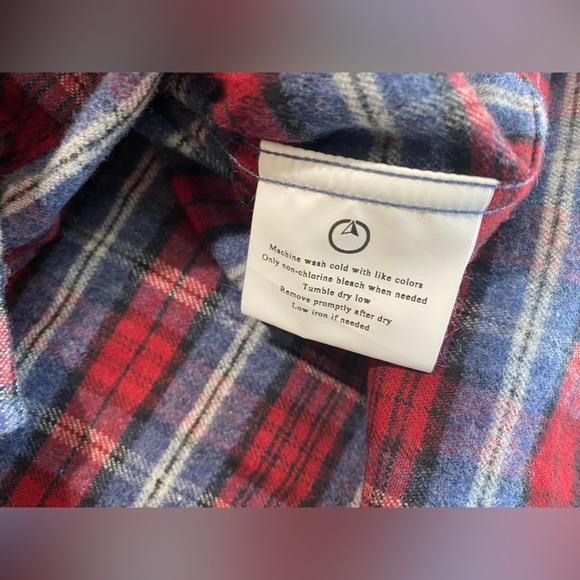 Machine wash cold with like colors
Only non-chlorine bleach when needed
Tumble dry low
Remove promptly after dry
Low iron if needed